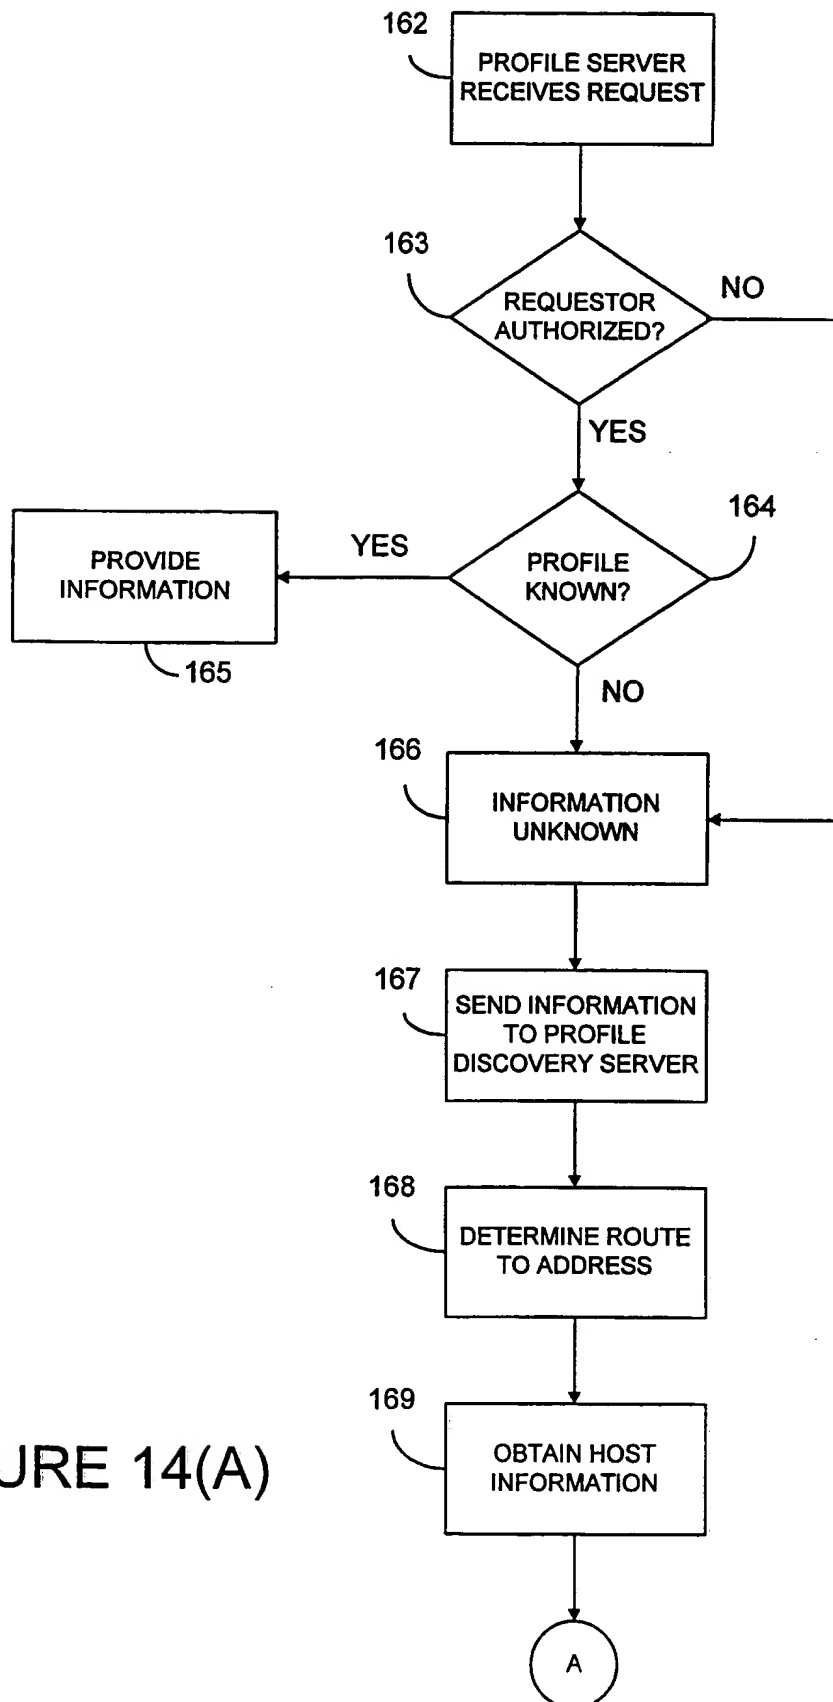 162
PROFILE SERVER
RECEIVES REQUEST
163
REQUESTOR
AUTHORIZED?
NO
YES
164
PROFILE
KNOWN?
YES
PROVIDE
INFORMATION
165
NO
166
INFORMATION
UNKNOWN
167
SEND INFORMATION
TO PROFILE
DISCOVERY SERVER
168
DETERMINE ROUTE
TO ADDRESS
169
OBTAIN HOST
INFORMATION
URE 14(A)
A